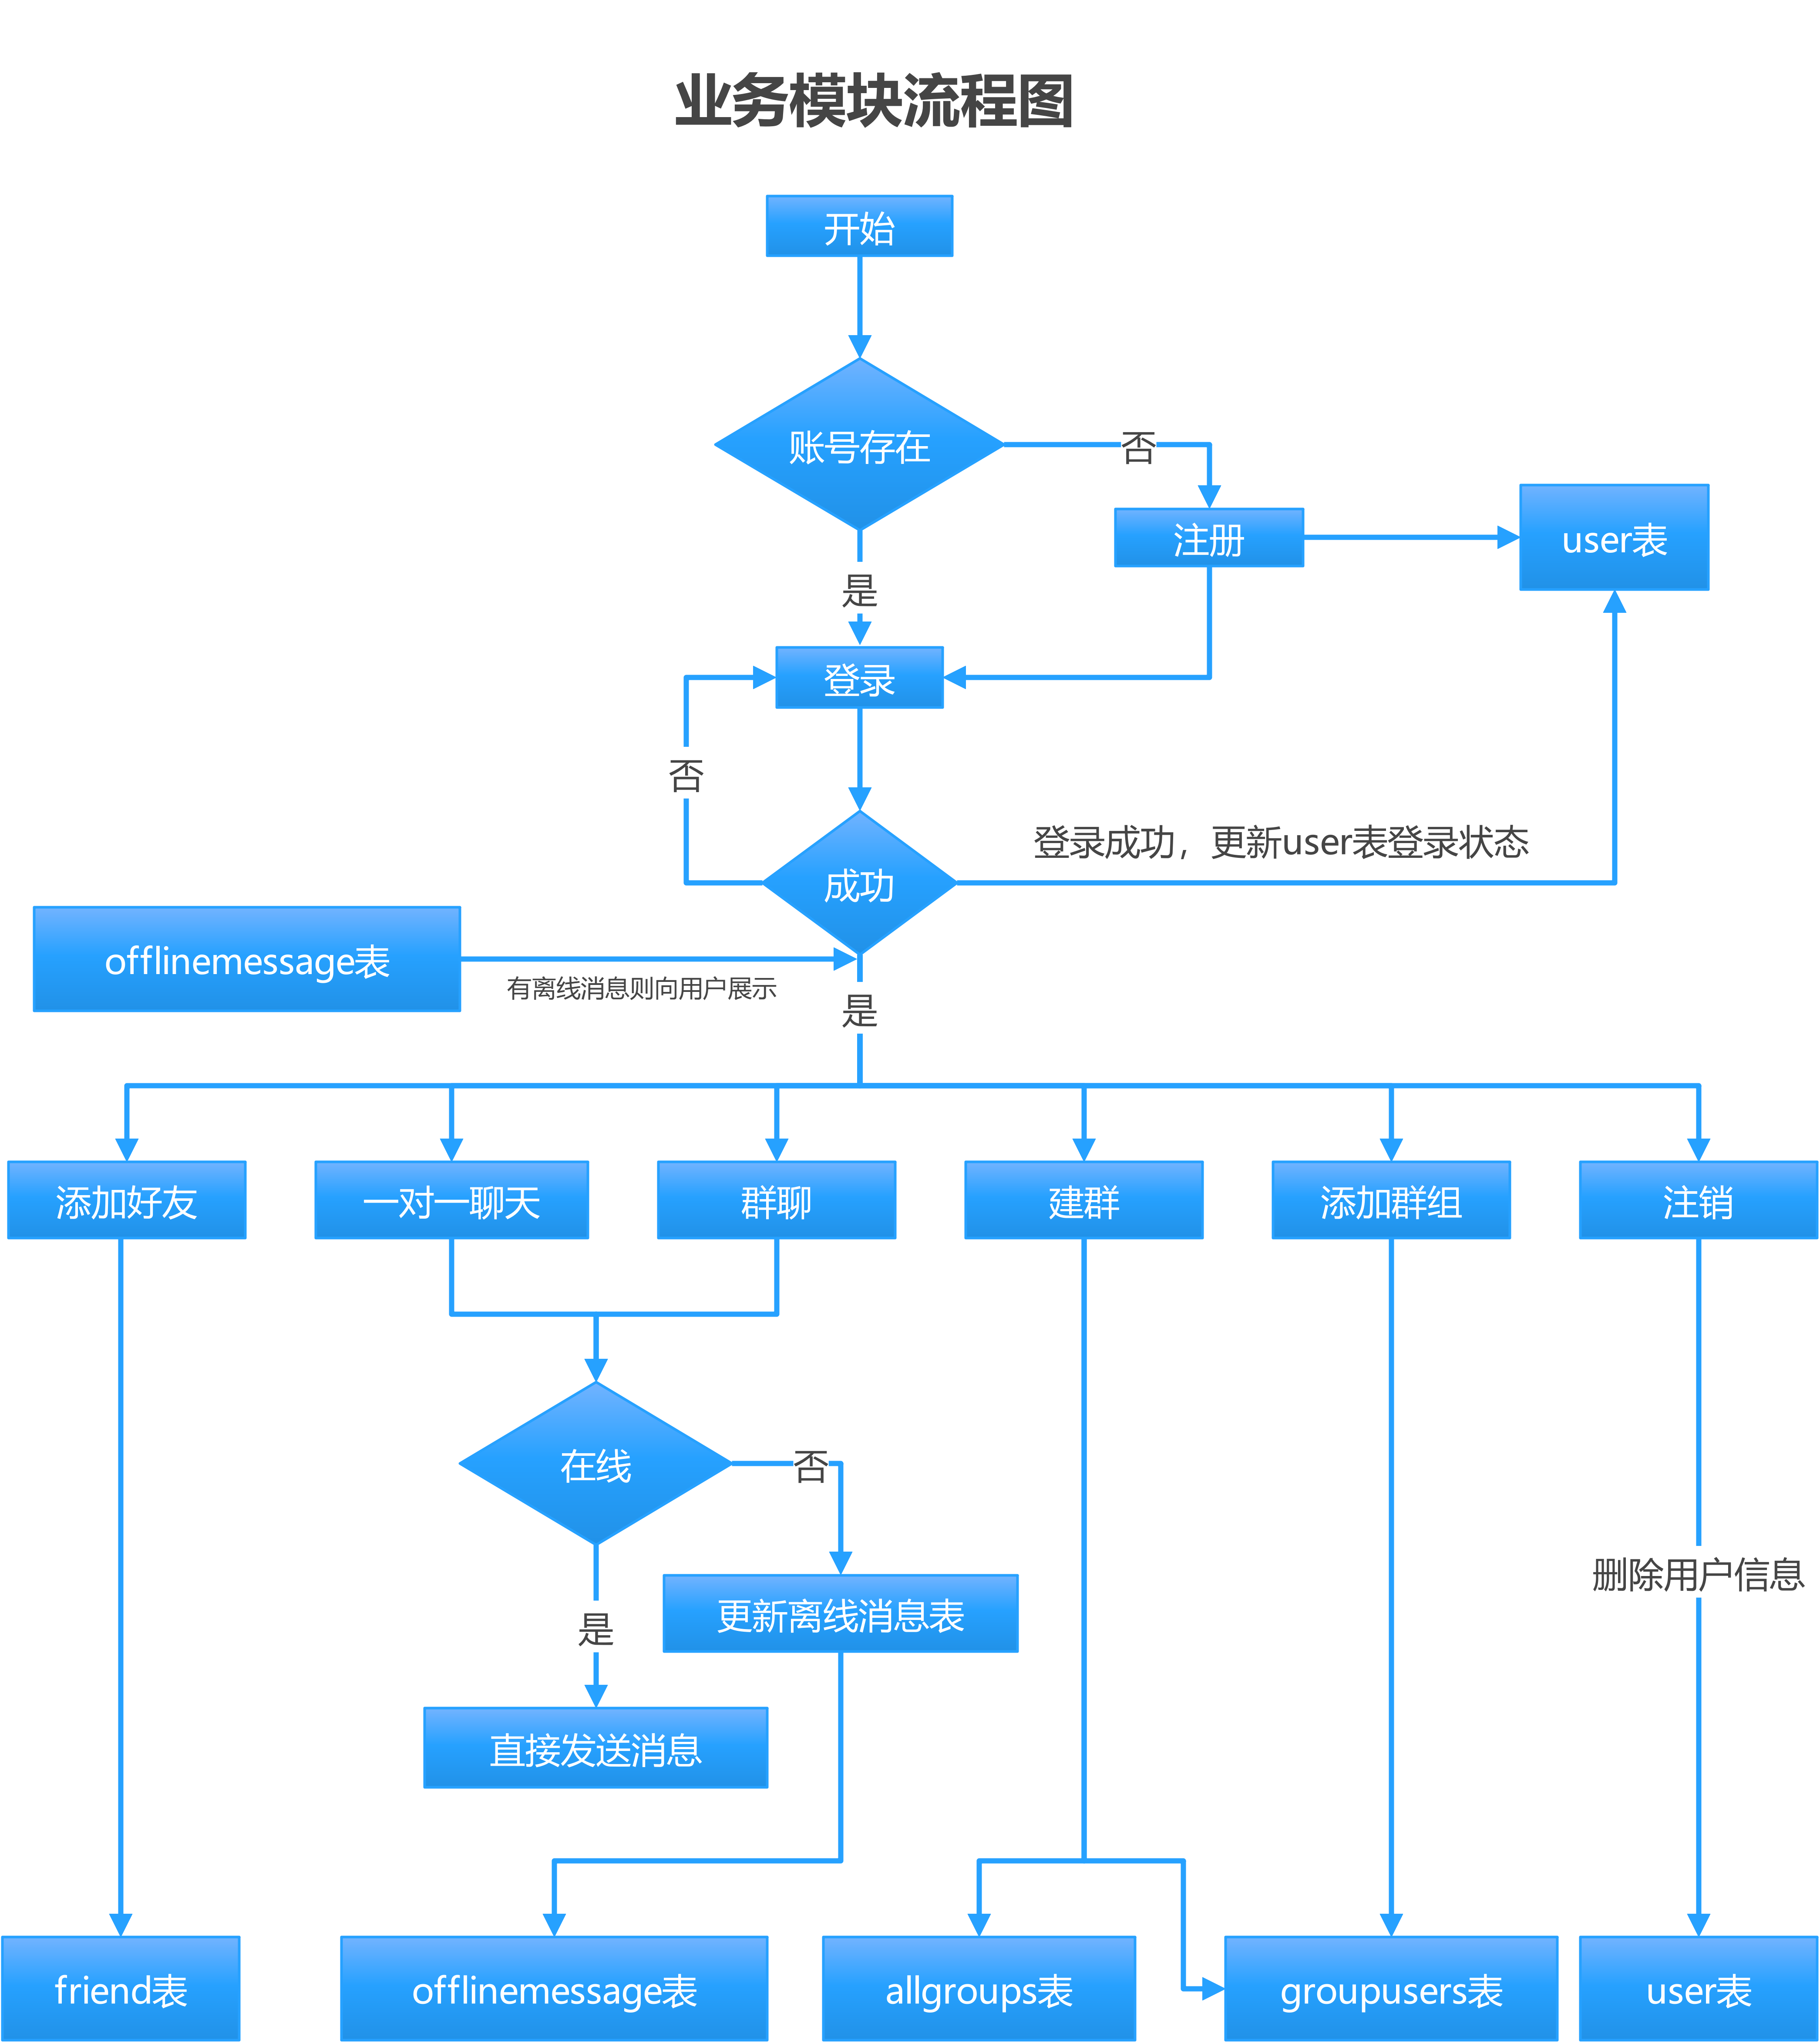 业务模块流程图
开始
账号存在
否
注册
user表
是
登录
否
登录成功，更新user表登录状态
成功
offlinemessage表
有离线消息则向用户展示
是
添加好友
一对一聊天
群聊
建群
添加群组
注销
在线
否
删除用户信息
更新离线消息表
是
直接发送消息
friend表
offlinemessage表
allgroups表
groupusers表
user表